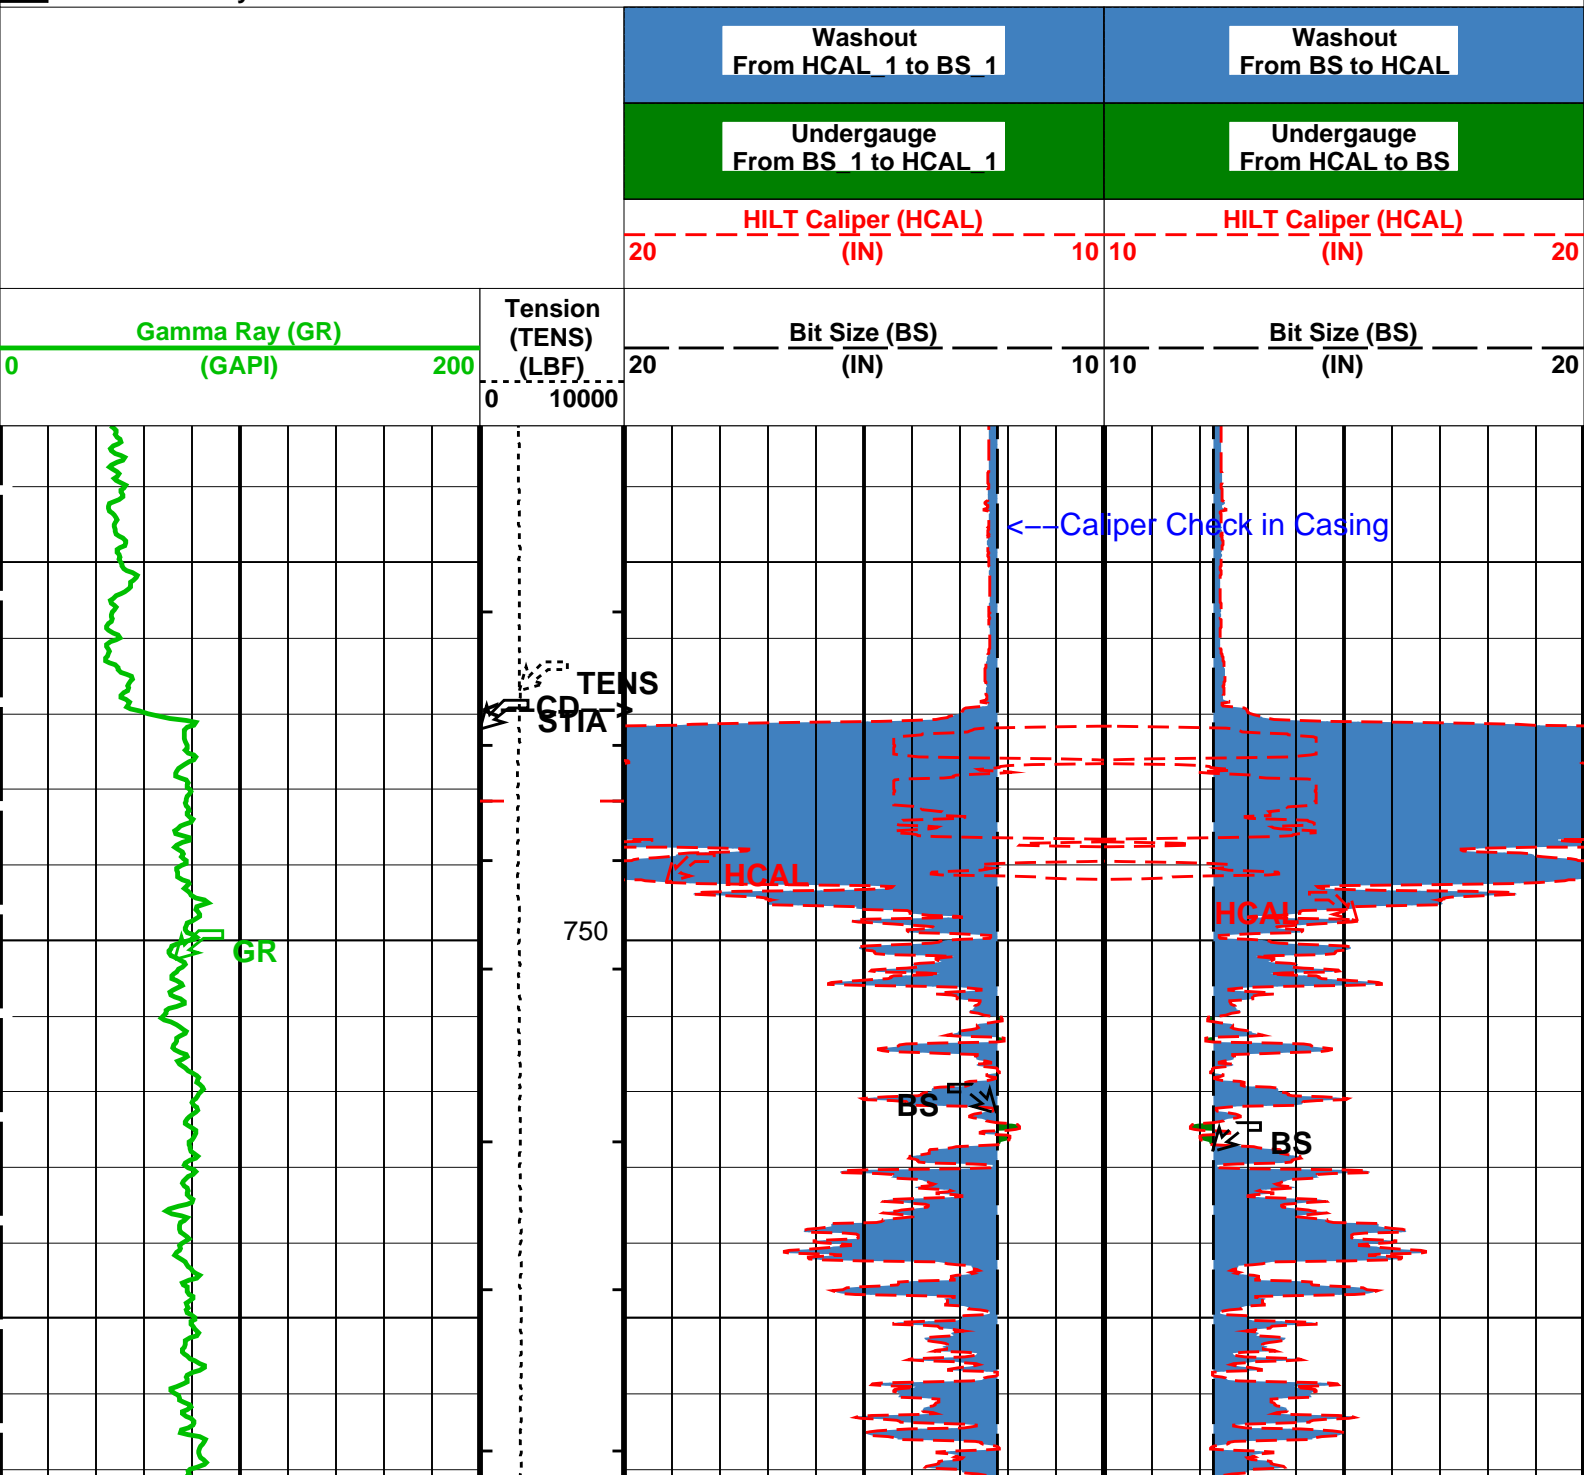 Washout
From HCAL_1 to BS_1
Washout
From BS to HCAL
Undergauge
From BS_1 to HCAL_1
Undergauge
From HCAL to BS
HILT Caliper (HCAL)
20 (IN) 10
HILT Caliper (HCAL)
10 (IN) 20
Gamma Ray (GR)
0 (GAPI) 200
Tension
(TENS)
(LBF)
0 10000
Bit Size (BS)
20 (IN) 10
Bit Size (BS)
10 (IN) 20
<--Caliper Check in Casing
TENS
CD-->
STIA
HCAL
HCAL
750
GR
BS
BS